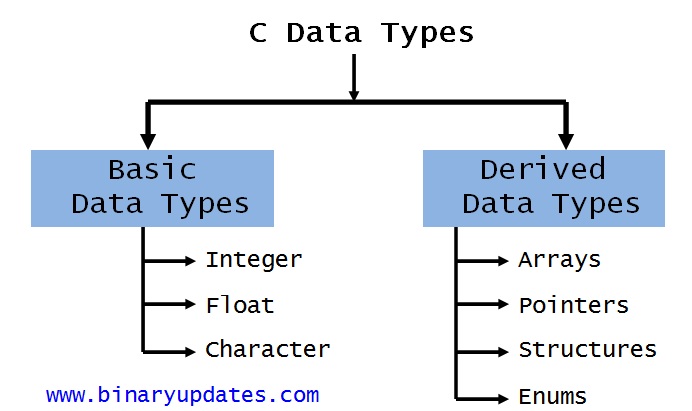 C Data Types
Basic
Data Types
Derived
Data Types
Integer
Float
Character
Arrays
Pointers
Structures
Enums
www.binaryupdates.com